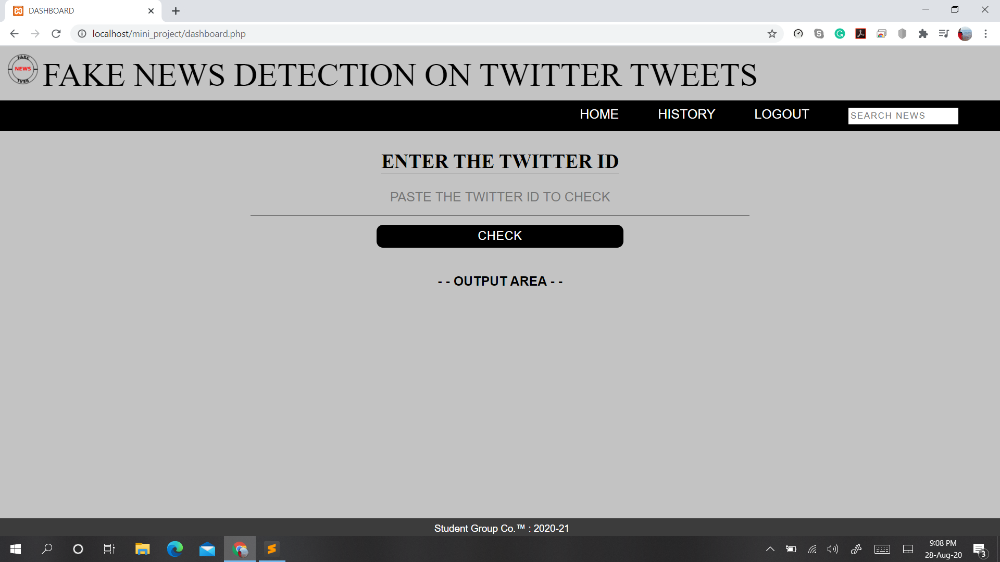 DASHBOARD
localhost/mini_project/dashboard.php
FAKE
NEWS
REAL
FAKE NEWS DETECTION ON TWITTER TWEETS
HOME HISTORY LOGOUT SEARCH NEWS
ENTER THE TWITTER ID
PASTE THE TWITTER ID TO CHECK
CHECK
- - OUTPUT AREA - -
Student Group Co.™ : 2020-21
9:08 PM
28-Aug-20
3